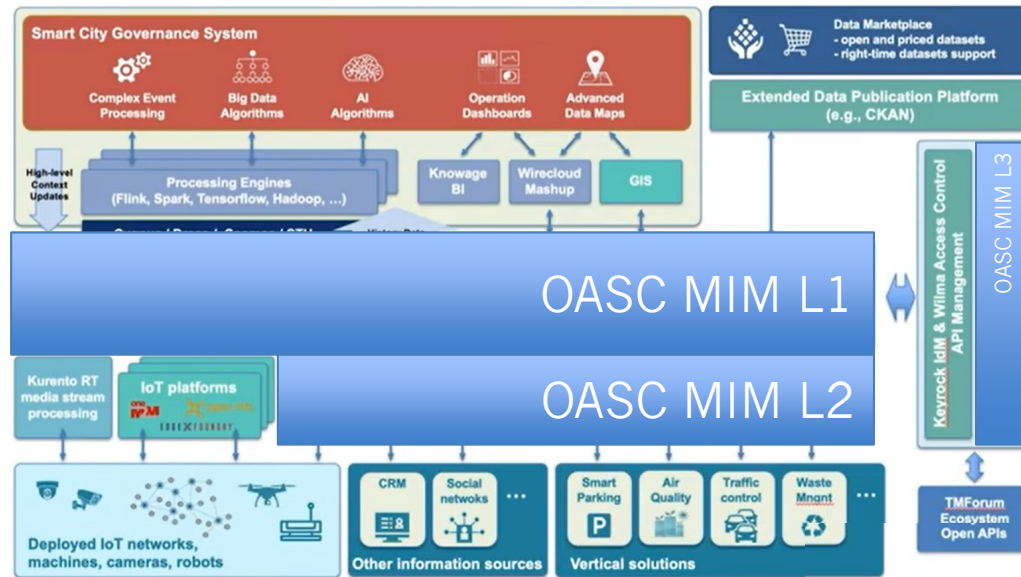 Smart City Governance System
Complex Event
Processing
Big Data
Algorithms
AI
Algorithms
Operation
Dashboards
Advanced
Data Maps
Data Marketplace
- open and priced datasets
- right-time datasets support
Extended Data Publication Platform
(e.g., CKAN)
High-level
Context
Updates
Processing Engines
(Flink, Spark, Tensorflow, Hadoop, ...)
Knowage
BI
Wirecloud
Mashup
GIS
OASC MIM L1
OASC MIM L2
Keyrock IdM & Wilma Access Control
API Management
OASC MIM L3
Kurento RT
media stream
processing
IoT platforms
one
M2M
EDGE X FOUNDRY
Deployed IoT networks,
machines, cameras, robots
CRM
Social
netwoks
...
Other information sources
Smart
Parking
P
Air
Quality
Traffic
control
Waste
Mngnt
...
Vertical solutions
TMForum
Ecosystem
Open APIs